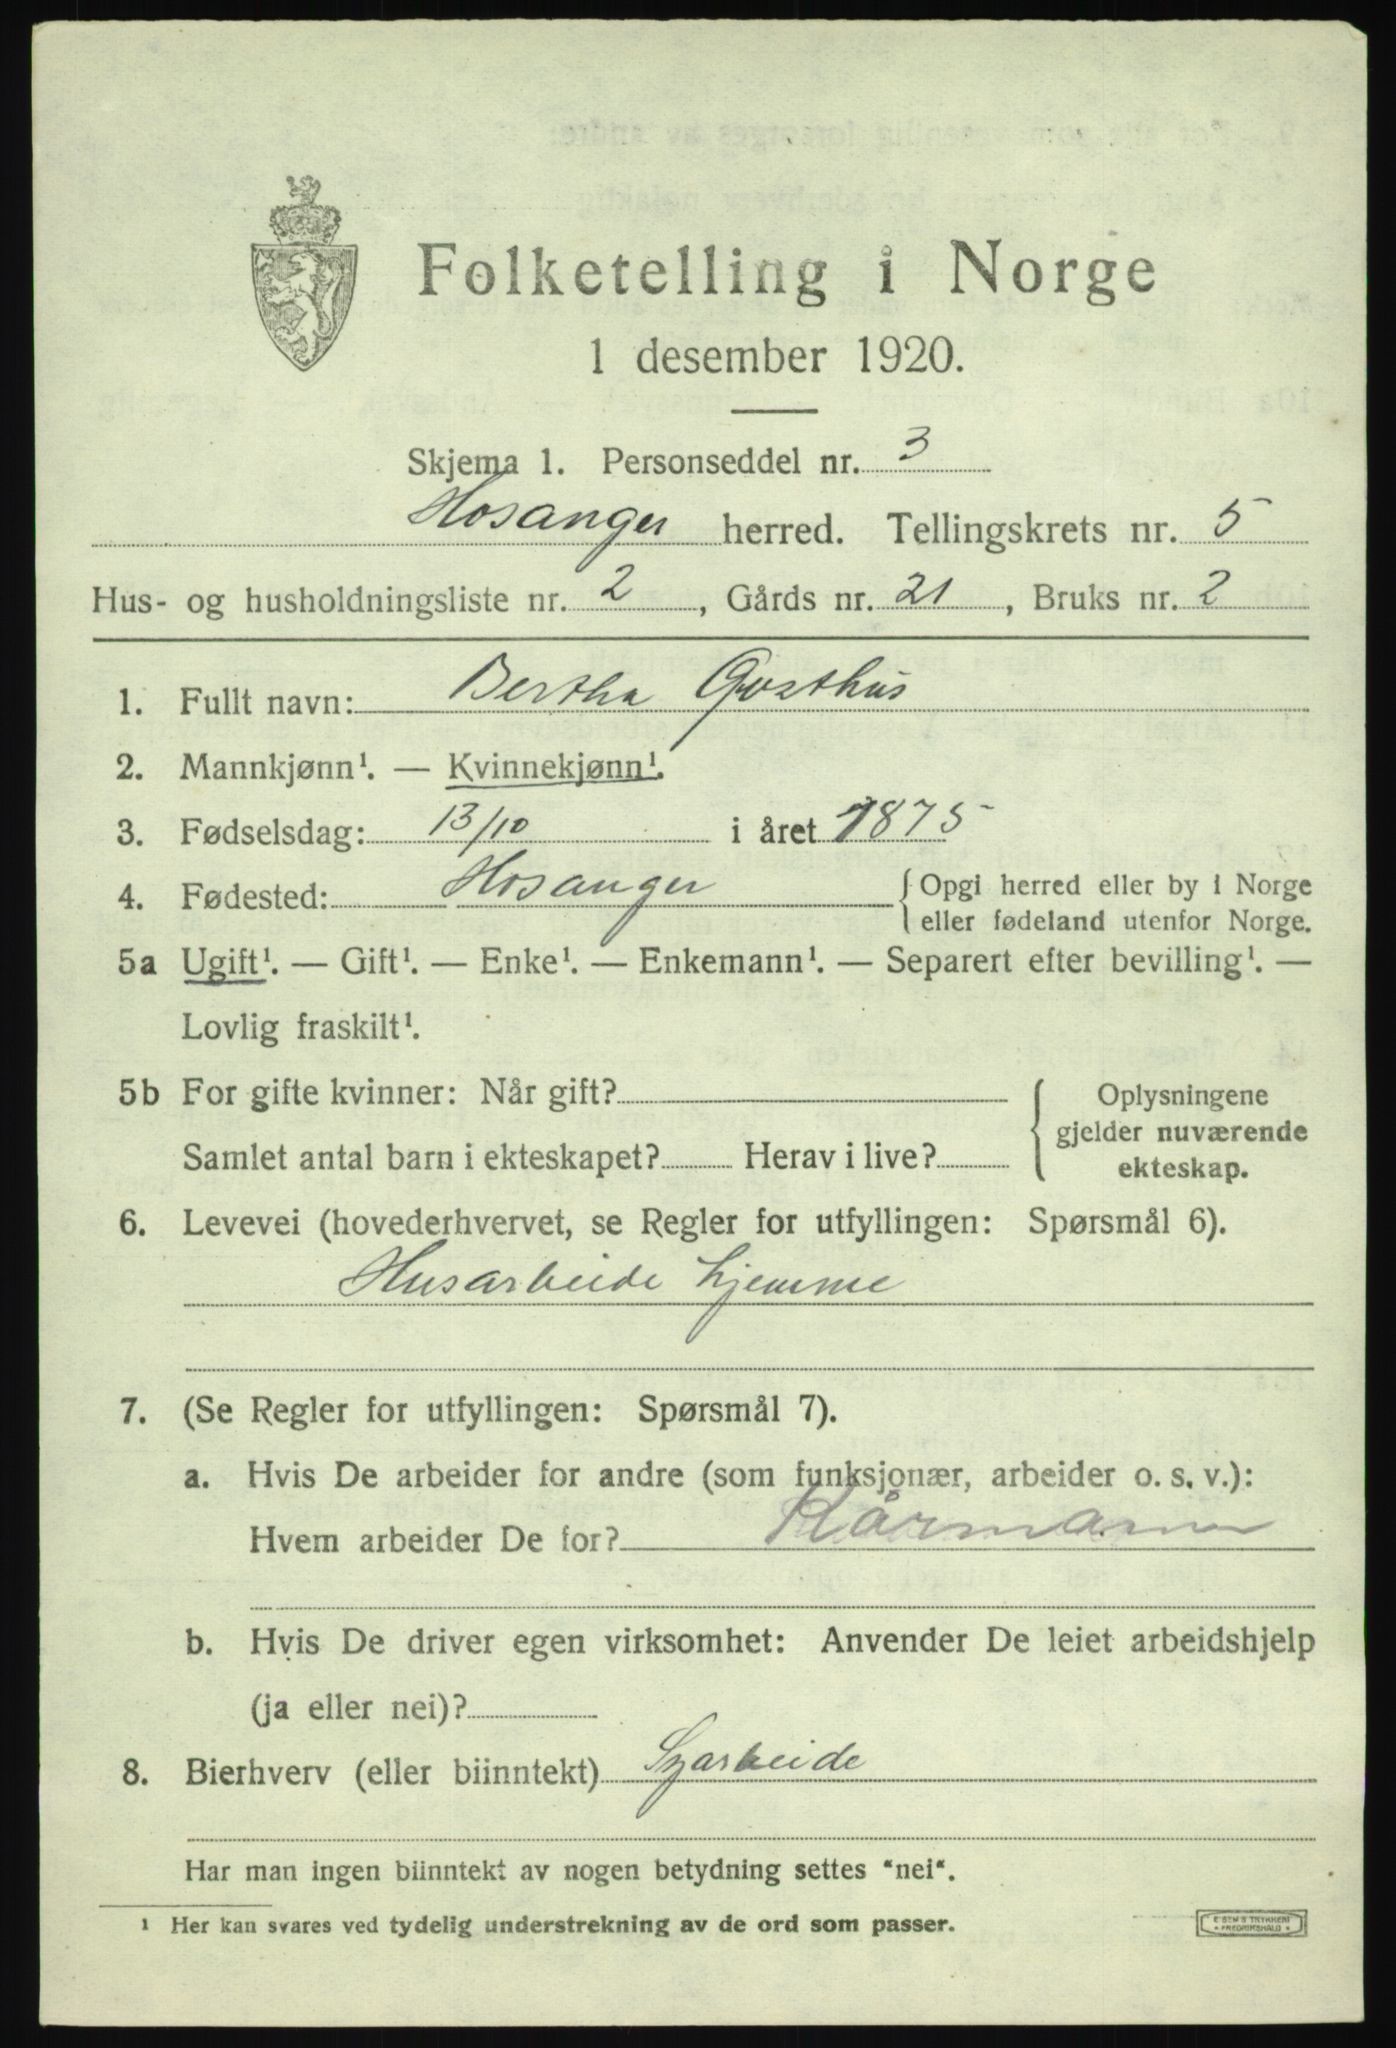 Folketelling i Norge
1 desember 1920.
Skjema 1. Personseddel nr. 3
Hosanger herred. Tellingskrets nr. 5
Hus- og husholdningsliste nr. 2, Gårds nr. 21, Bruks nr. 2
1. Fullt navn: Bertha
2. Mannkjønn¹. — Kvinnekjønn¹.
3. Fødselsdag: 13/10 i året 1875
4. Fødested: Hosanger { Opgi herred eller by i Norge
eller fødeland utenfor Norge.
5a Ugift¹. — Gift¹. — Enke¹. — Enkemann¹. — Separert efter bevilling¹. —
Lovlig fraskilt¹.
5b For gifte kvinner: Når gift? { Oplysningene
gjelder nuværende
Samlet antal barn i ekteskapet? Herav i live? ekteskap.
6. Levevei (hovederhvervet, se Regler for utfyllingen: Spørsmål 6).
Husarbeide hjemme
7. (Se Regler for utfyllingen: Spørsmål 7).
a. Hvis De arbeider for andre (som funksjonær, arbeider o. s. v.):
Hvem arbeider De for? Kårmann
b. Hvis De driver egen virksomhet: Anvender De leiet arbeidshjelp
(ja eller nei)?
8. Bierhverv (eller biinntekt) Syarbeide
Har man ingen biinntekt av nogen betydning settes "nei".
¹ Her kan svares ved tydelig understrekning av de ord som passer.